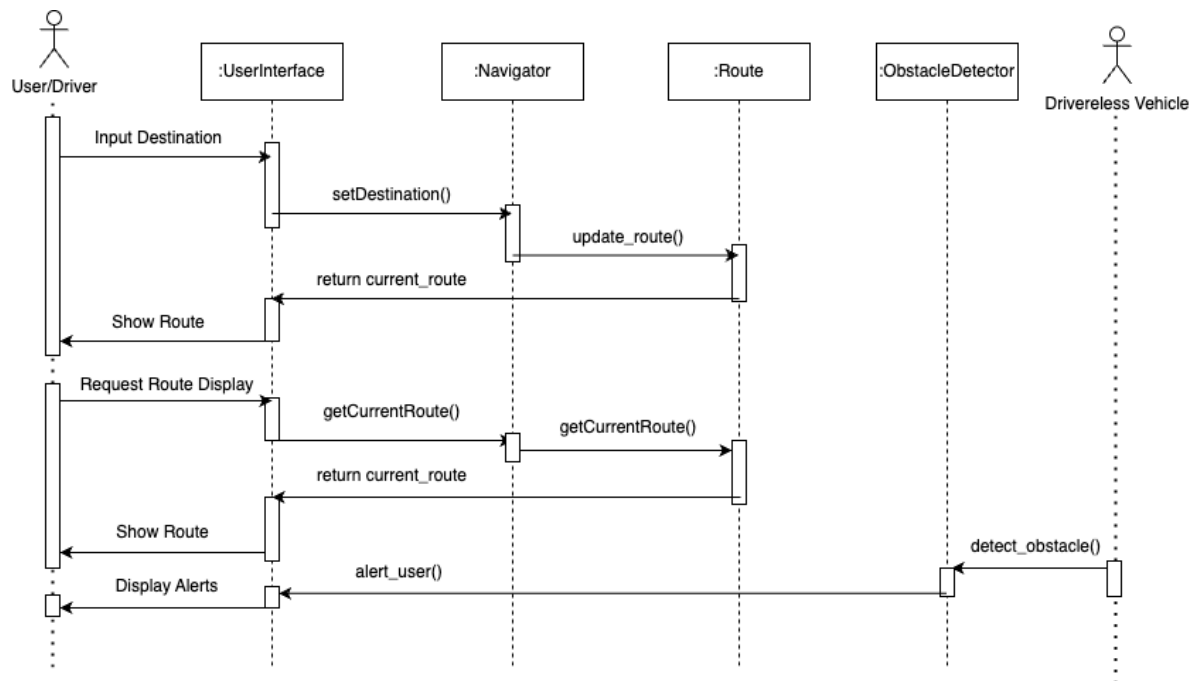 User/Driver
:UserInterface
:Navigator
:Route
:ObstacleDetector
Drivereless Vehicle
Input Destination
setDestination()
update_route()
return current_route
Show Route
Request Route Display
getCurrentRoute()
getCurrentRoute()
return current_route
Show Route
detect_obstacle()
alert_user()
Display Alerts